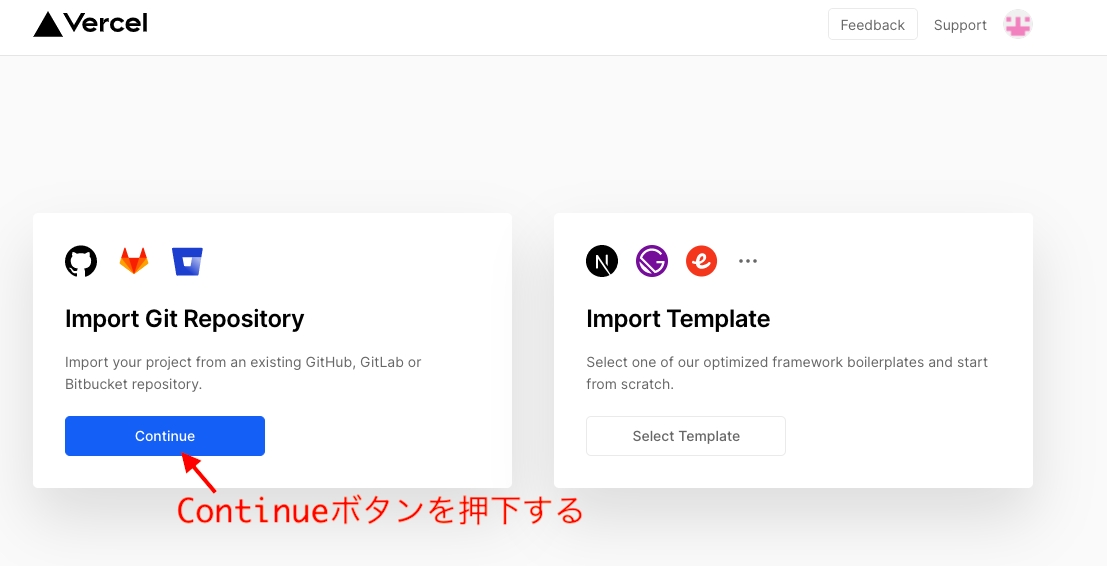 Vercel
Feedback
Support
Import Git Repository
Import your project from an existing GitHub, GitLab or
Bitbucket repository.
Continue
Import Template
Select one of our optimized framework boilerplates and start
from scratch.
Select Template
Continueボタンを押下する